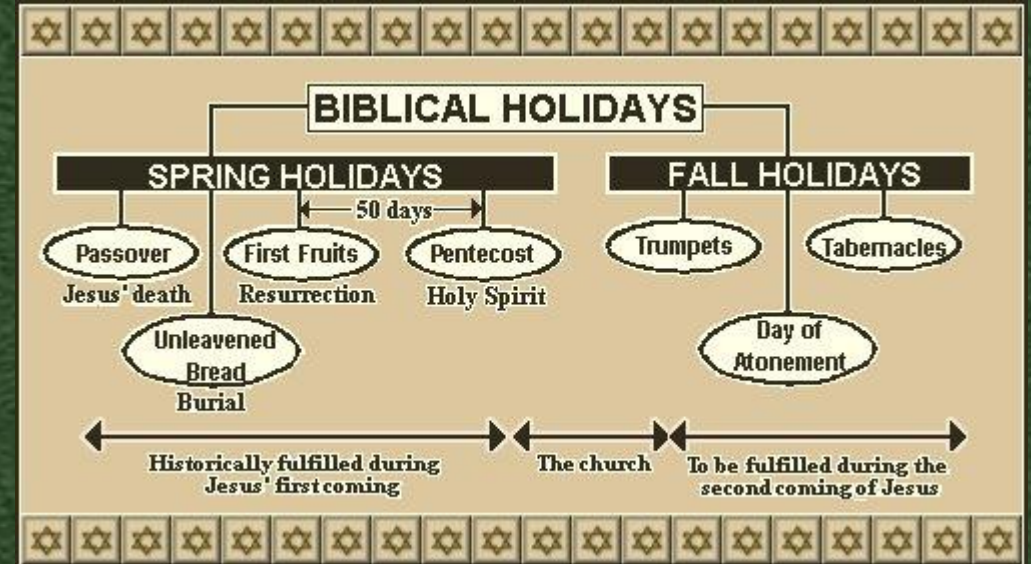 BIBLICAL HOLIDAYS
SPRING HOLIDAYS
FALL HOLIDAYS
50 days
Passover
First Fruits
Pentecost
Trumpets
Tabernacles
Jesus' death
Resurrection
Holy Spirit
Unleavened
Bread
Burial
Day of
Atonement
Historically fulfilled during
Jesus' first coming
The church
To be fulfilled during the
second coming of Jesus